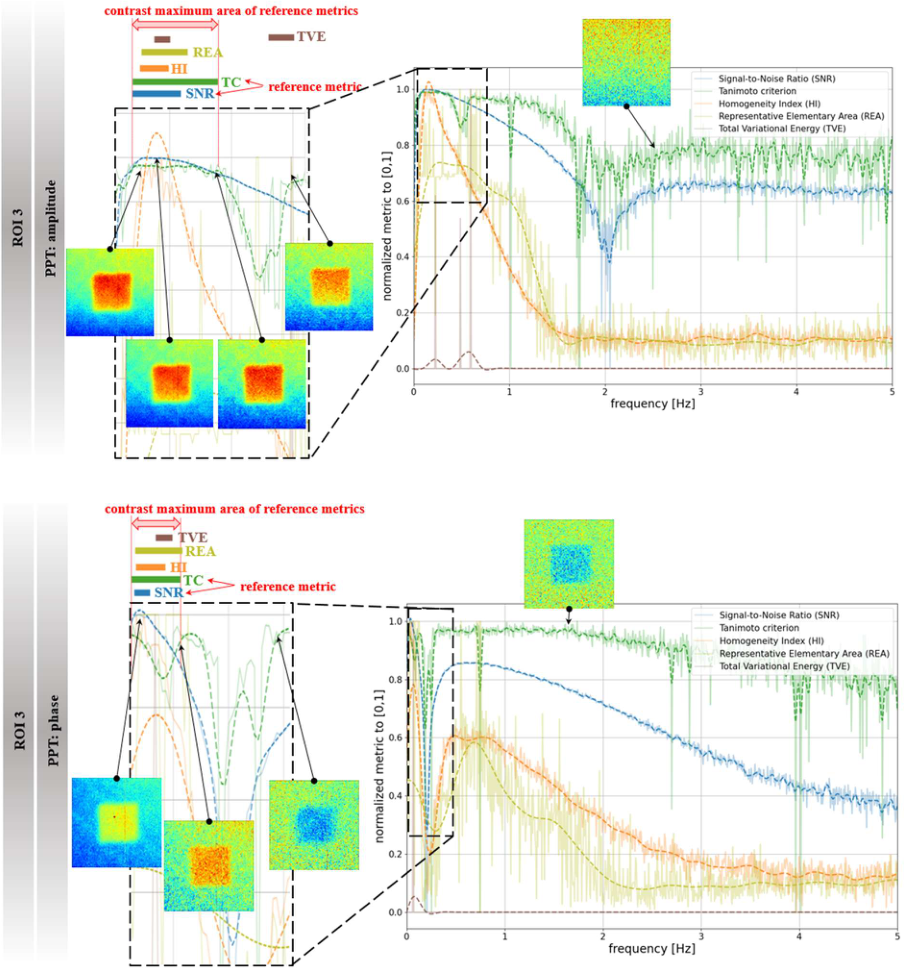 contrast maximum area of reference metrics
TVE
REA
HI
TC
reference metric
SNR
ROI 3
PPT: amplitude
Signal-to-Noise Ratio (SNR)
Tanimoto criterion
Homogeneity Index (HI)
Representative Elementary Area (REA)
Total Variational Energy (TVE)
normalized metric to [0,1]
1.0
0.8
0.6
0.4
0.2
0.0
0 1 2 3 4 5
frequency [Hz]
contrast maximum area of reference metrics
TVE
REA
HI
TC
reference metric
SNR
ROI 3
PPT: phase
Signal-to-Noise Ratio (SNR)
Tanimoto criterion
Homogeneity Index (HI)
Representative Elementary Area (REA)
Total Variational Energy (TVE)
normalized metric to [0,1]
1.0
0.8
0.6
0.4
0.2
0.0
0 1 2 3 4 5
frequency [Hz]